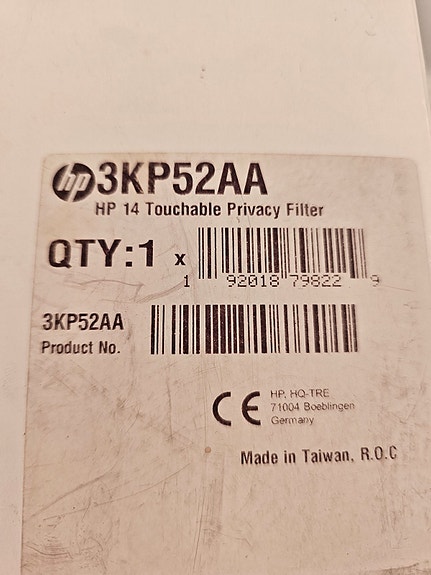 hp 3KP52AA
HP 14 Touchable Privacy Filter
QTY:1 x
1 92018 79822 9
3KP52AA
Product No.
CE
HP, HQ-TRE
71004 Boeblingen
Germany
Made in Taiwan, R.O.C